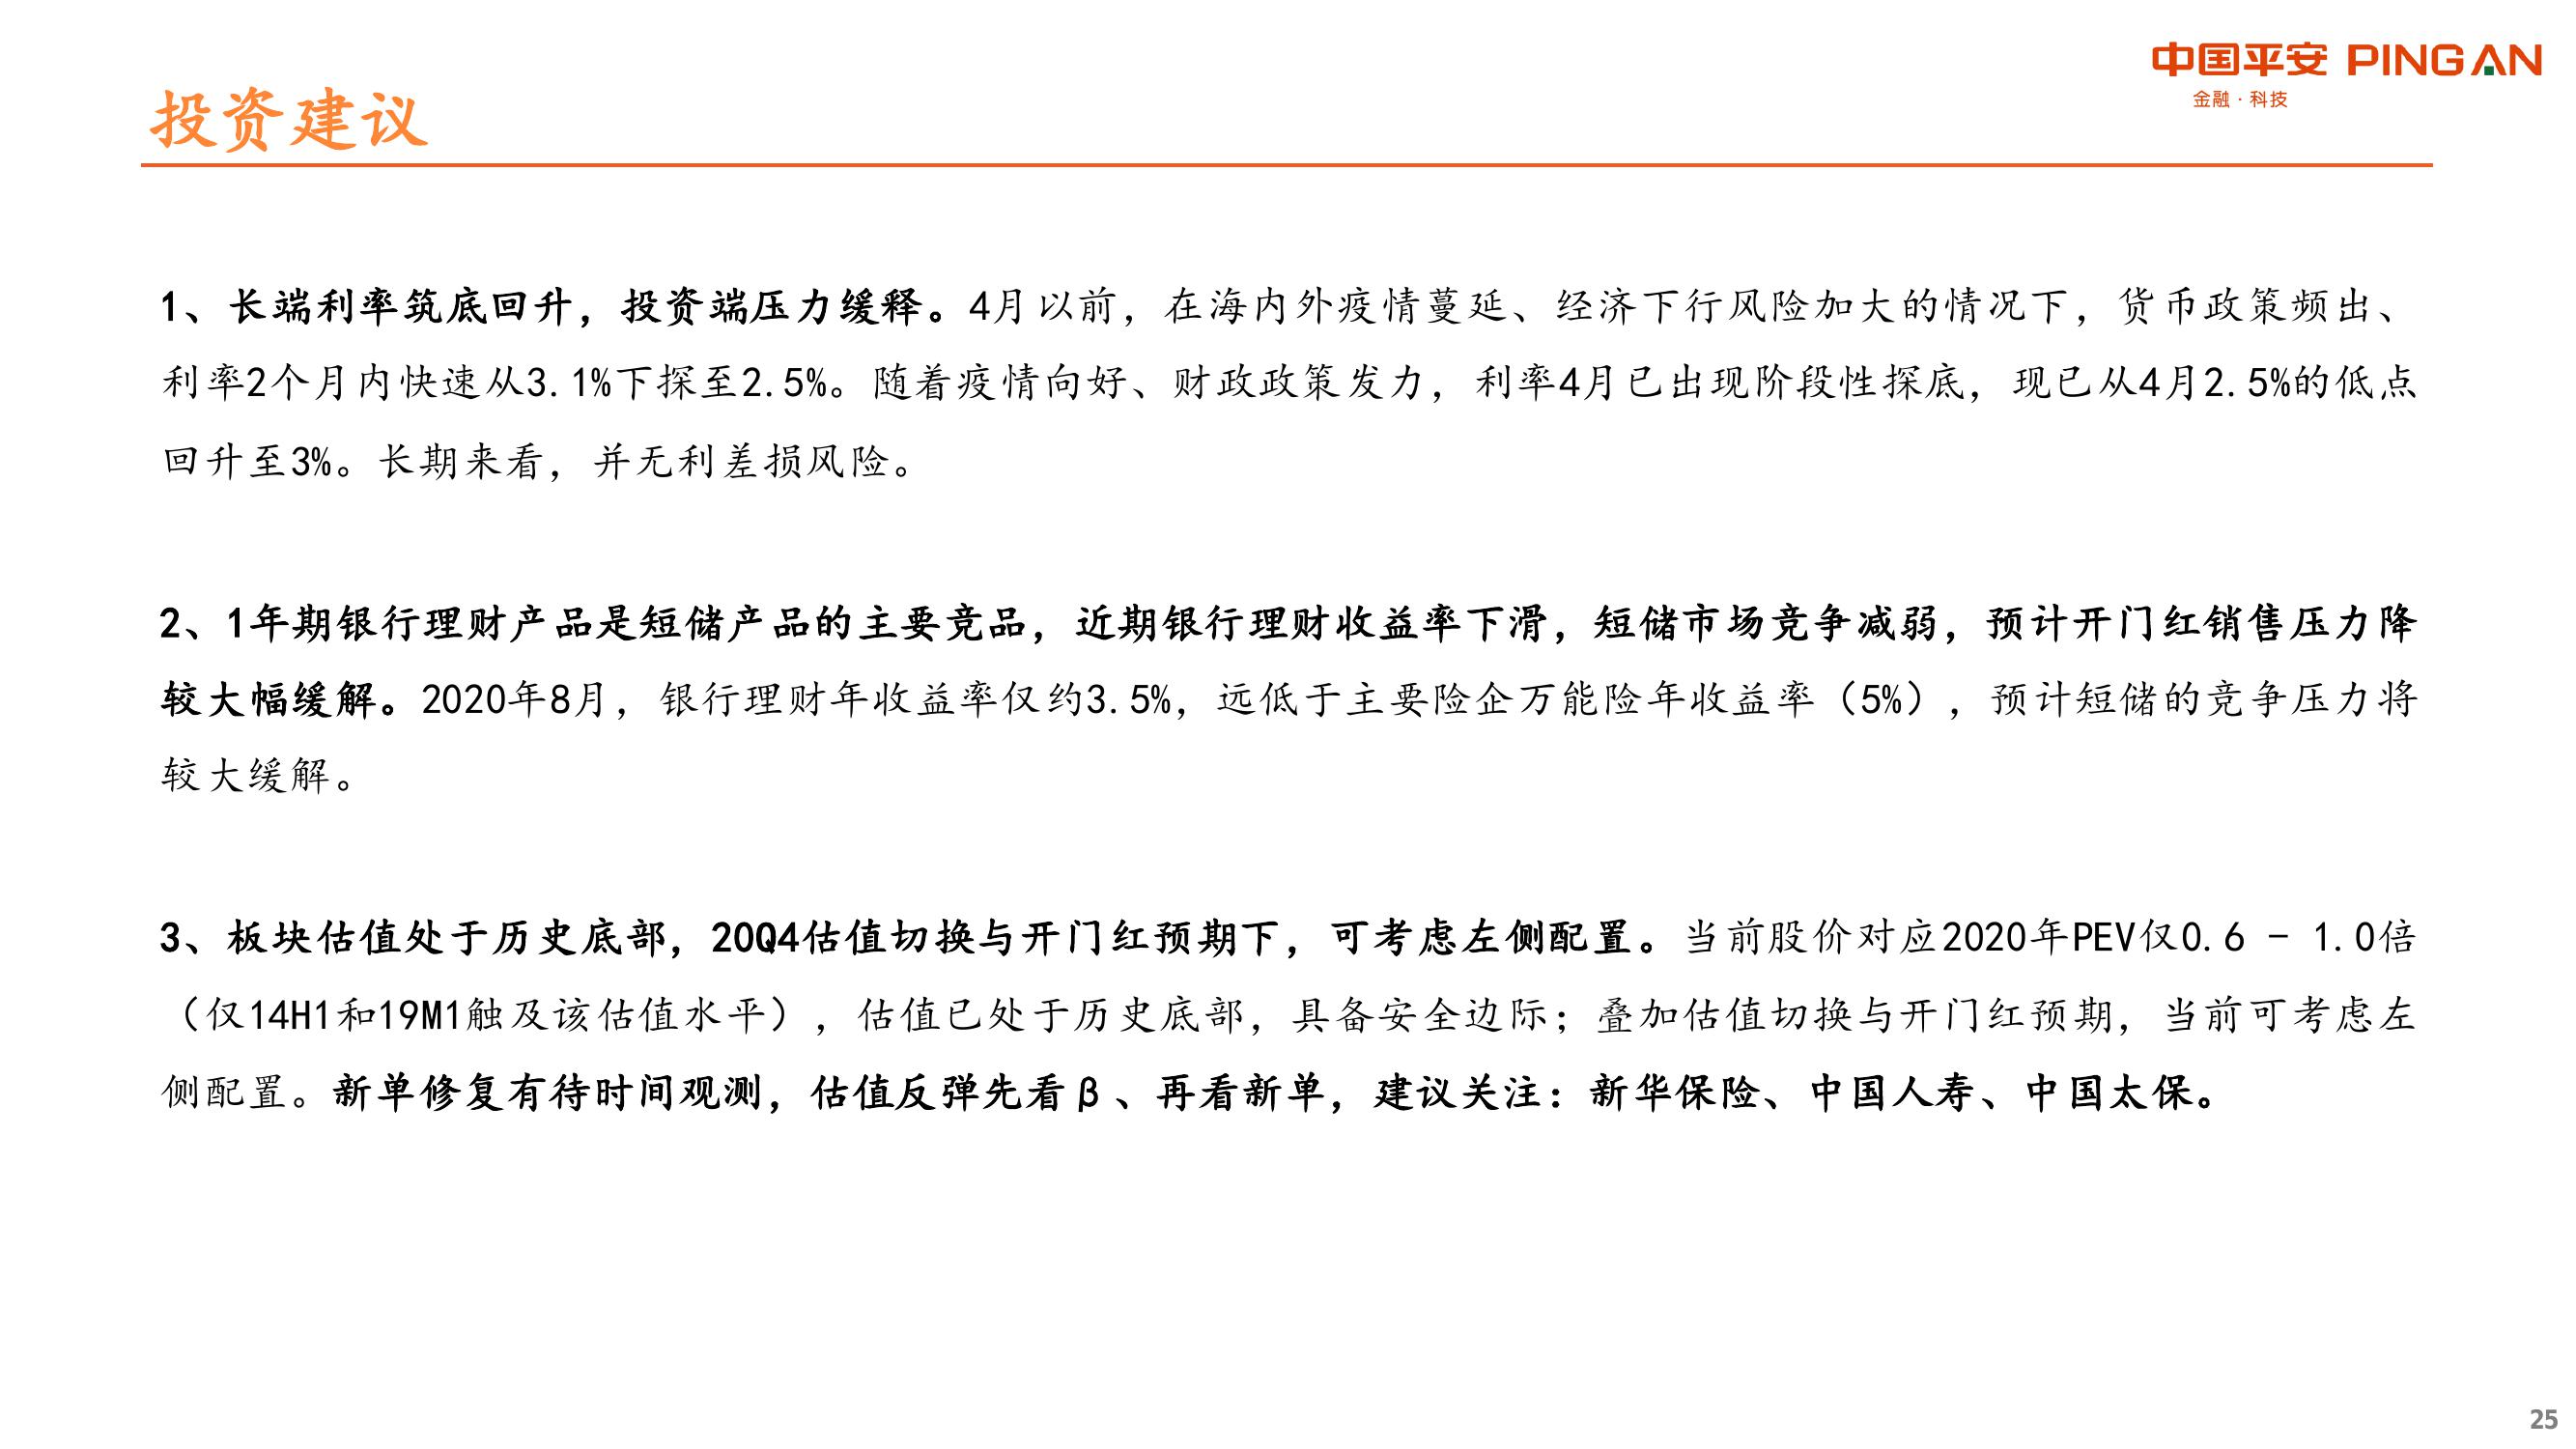 中国平安 PING AN
金融·科技
投资建议
1、长端利率筑底回升，投资端压力缓释。4月以前，在海内外疫情蔓延、经济下行风险加大的情况下，货币政策频出、
利率2个月内快速从3.1%下探至2.5%。随着疫情向好、财政政策发力，利率4月已出现阶段性探底，现已从4月2.5%的低点
回升至3%。长期来看，并无利差损风险。
2、1年期银行理财产品是短储产品的主要竞品，近期银行理财收益率下滑，短储市场竞争减弱，预计开门红销售压力降
较大幅缓解。2020年8月，银行理财年收益率仅约3.5%，远低于主要险企万能险年收益率（5%），预计短储的竞争压力将
较大缓解。
3、板块估值处于历史底部，20Q4估值切换与开门红预期下，可考虑左侧配置。当前股价对应2020年PEV仅0.6 - 1.0倍
（仅14H1和19M1触及该估值水平），估值已处于历史底部，具备安全边际；叠加估值切换与开门红预期，当前可考虑左
侧配置。新单修复有待时间观测，估值反弹先看β、再看新单，建议关注：新华保险、中国人寿、中国太保。
25